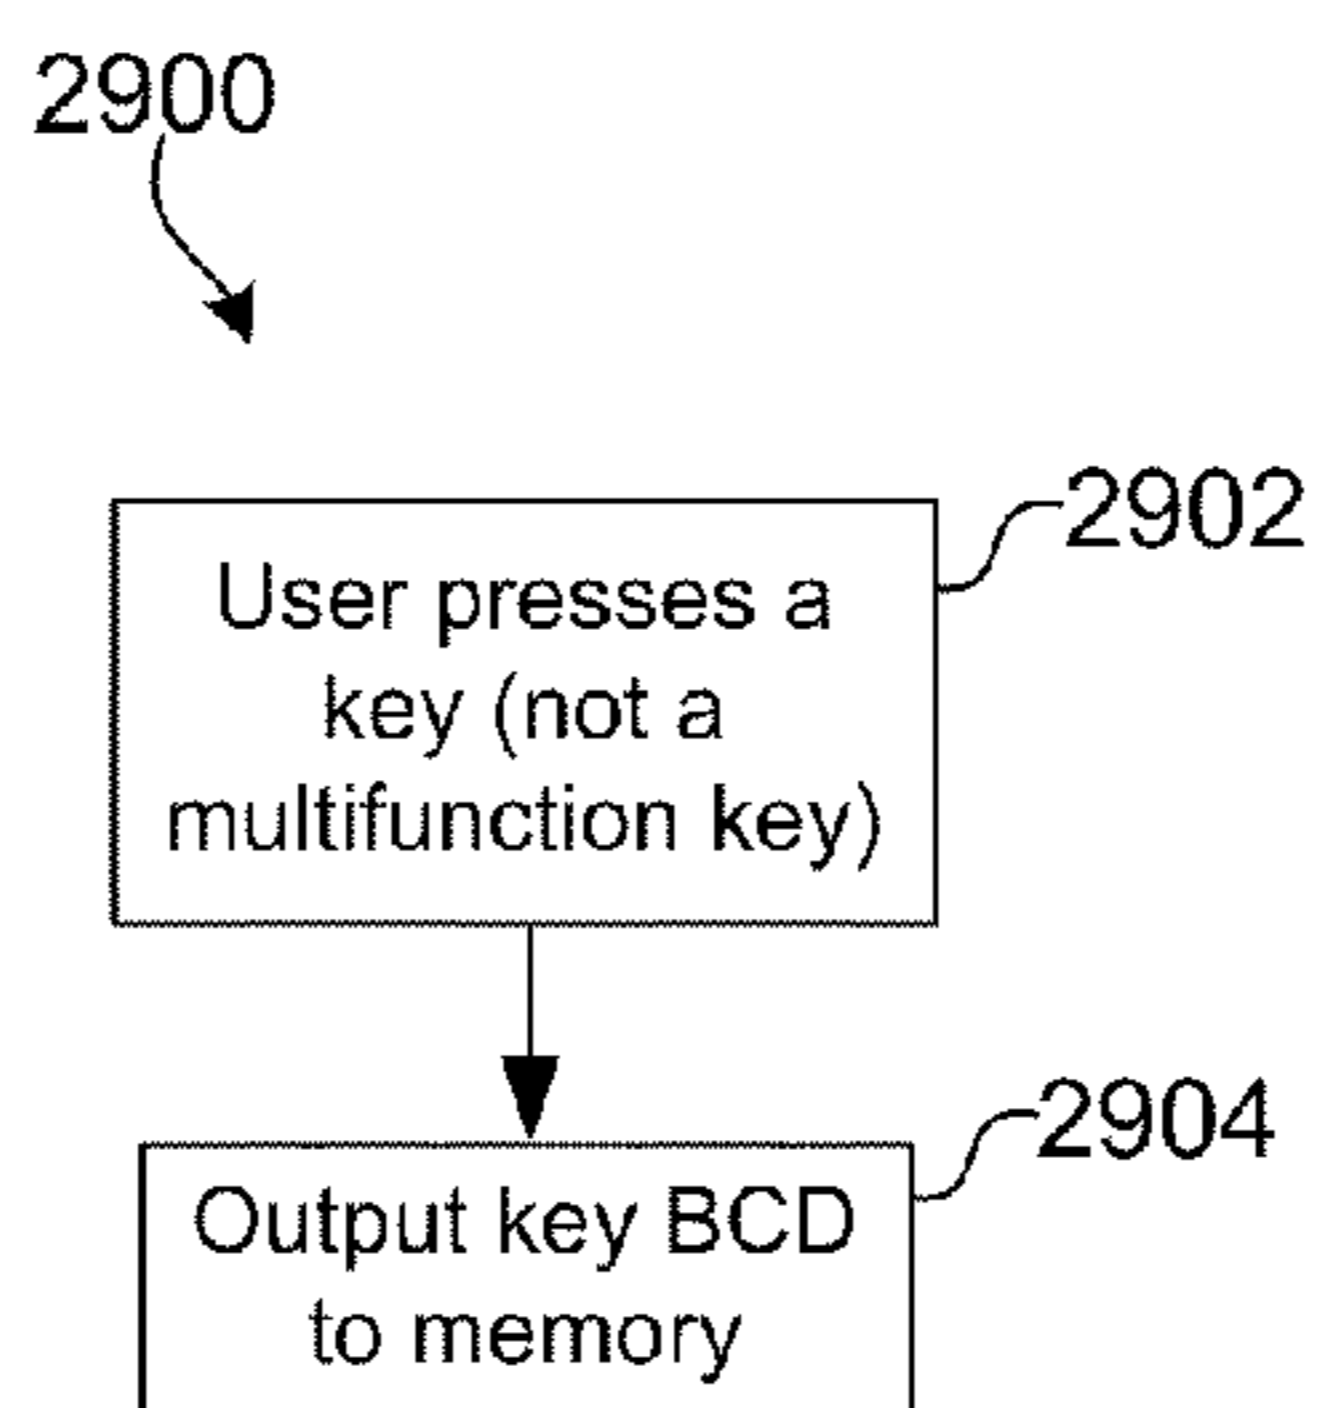 2900
2902
User presses a
key (not a
multifunction key)
2904
Output key BCD
to memory